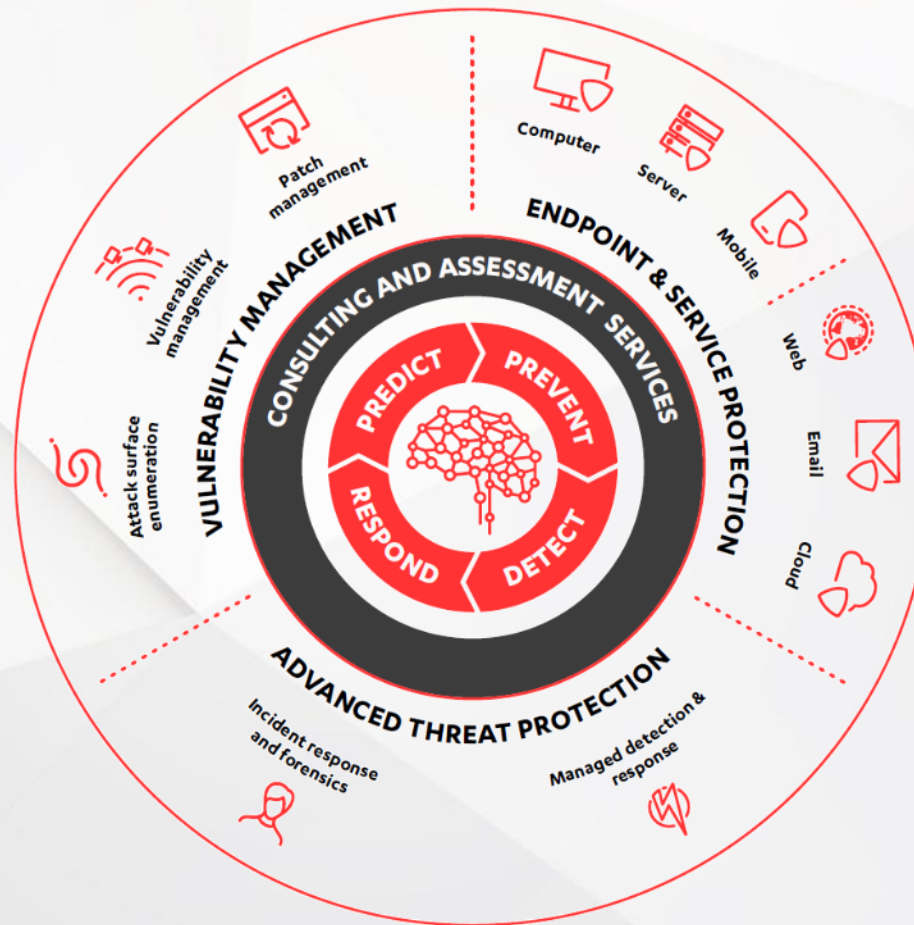 Patch
management
Vulnerability
management
Attack surface
enumeration
VULNERABILITY MANAGEMENT
Computer
Server
Mobile
Web
Email
Cloud
ENDPOINT & SERVICE PROTECTION
CONSULTING AND ASSESSMENT SERVICES
PREDICT
PREVENT
DETECT
RESPOND
ADVANCED THREAT PROTECTION
Incident response
and forensics
Managed detection &
response